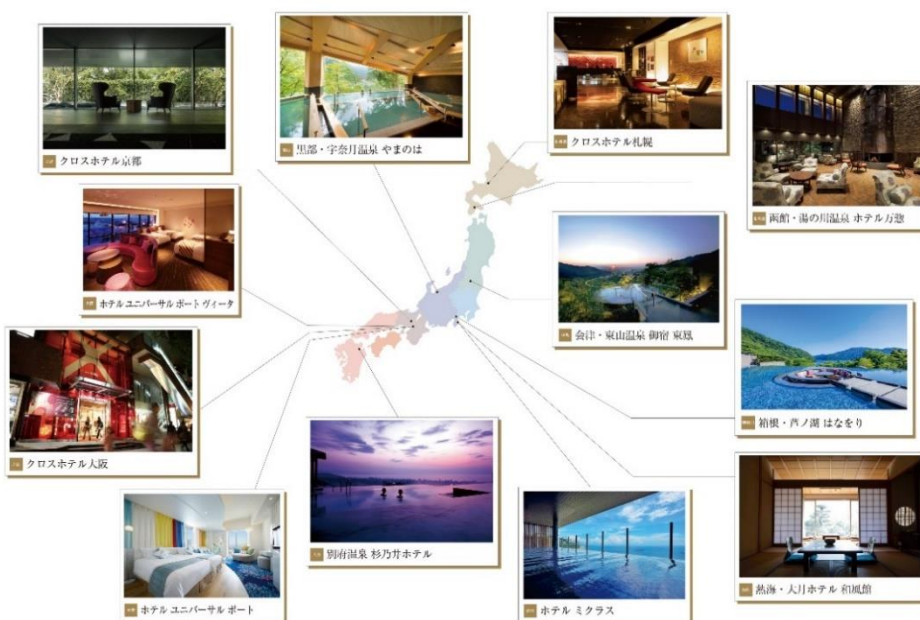 クロスホテル京都
黒部・宇奈月温泉 やまのは
クロスホテル札幌
函館・湯の川温泉 ホテル万惣
ホテル ユニバーサル ポート ヴィータ
会津・東山温泉 御宿 東鳳
クロスホテル大阪
箱根・芦ノ湖 はなをり
別府温泉 杉乃井ホテル
ホテル ユニバーサル ポート
ホテル ミクラス
熱海・大月ホテル 和風館